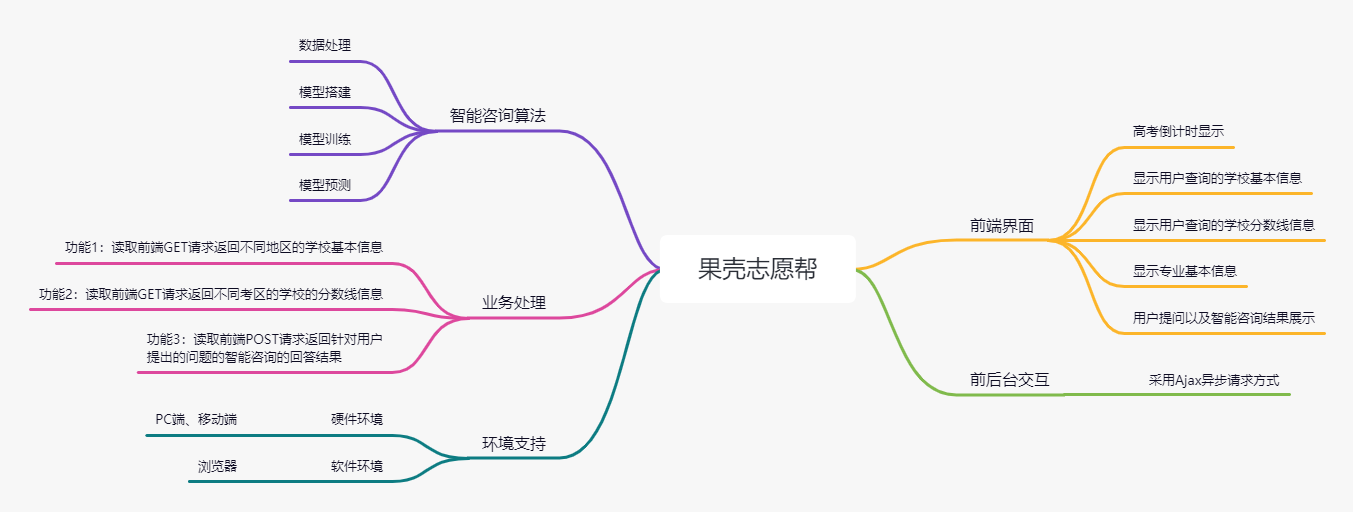 果壳志愿帮
智能咨询算法
数据处理
模型搭建
模型训练
模型预测
业务处理
功能1：读取前端GET请求返回不同地区的学校基本信息
功能2：读取前端GET请求返回不同考区的学校的分数线信息
功能3：读取前端POST请求返回针对用户
提出的问题的智能咨询的回答结果
环境支持
硬件环境
PC端、移动端
软件环境
浏览器
前端界面
高考倒计时显示
显示用户查询的学校基本信息
显示用户查询的学校分数线信息
显示专业基本信息
用户提问以及智能咨询结果展示
前后台交互
采用Ajax异步请求方式